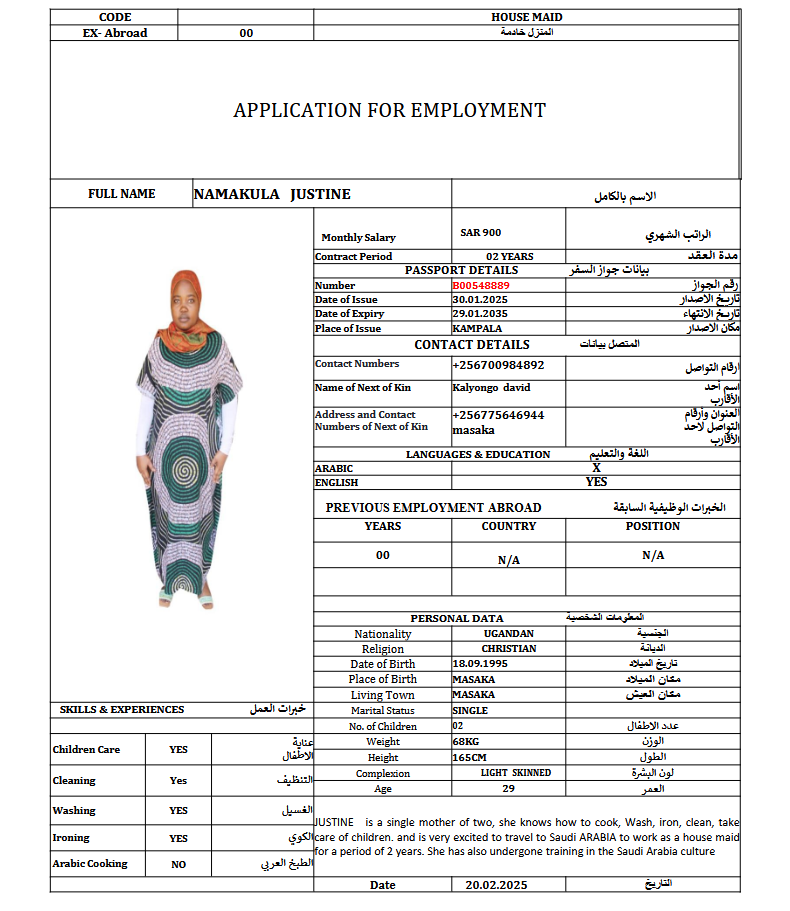 CODE HOUSE MAID
EX- Abroad 00 المنزل خادمة
APPLICATION FOR EMPLOYMENT
FULL NAME NAMAKULA JUSTINE الاسم بالكامل
Monthly Salary SAR 900 الراتب الشهري
Contract Period 02 YEARS مدة العقد
PASSPORT DETAILS بيانات جواز السفر
Number B00548889 رقم الجواز
Date of Issue 30.01.2025 تاريخ الاصدار
Date of Expiry 29.01.2035 تاريخ الانتهاء
Place of Issue KAMPALA مكان الاصدار
CONTACT DETAILS المتصل بيانات
Contact Numbers +256700984892 ارقام التواصل
Name of Next of Kin Kalyongo david اسم أحد
الأقارب
Address and Contact +256775646944 العنوان وأرقام
Numbers of Next of Kin masaka التواصل لاحد
الأقارب
LANGUAGES & EDUCATION اللغة والتعليم
ARABIC X
ENGLISH YES
PREVIOUS EMPLOYMENT ABROAD الخبرات الوظيفية السابقة
YEARS COUNTRY POSITION
00 N/A N/A
PERSONAL DATA المعلومات الشخصية
Nationality UGANDAN الجنسية
Religion CHRISTIAN الديانة
Date of Birth 18.09.1995 تاريخ الميلاد
Place of Birth MASAKA مكان الميلاد
Living Town MASAKA مكان العيش
Marital Status SINGLE
No. of Children 02 عدد الاطفال
Weight 68KG الوزن
Height 165CM الطول
Complexion LIGHT SKINNED لون البشرة
Age 29 العمر
SKILLS & EXPERIENCES خبرات العمل
Children Care YES عناية
الاطفال
Cleaning Yes التنظيف
Washing YES الغسيل
Ironing YES الكوي
Arabic Cooking NO الطبخ العربي
JUSTINE is a single mother of two, she knows how to cook, Wash, iron, clean, take
care of children. and is very excited to travel to Saudi ARABIA to work as a house maid
for a period of 2 years. She has also undergone training in the Saudi Arabia culture
Date 20.02.2025 التاريخ